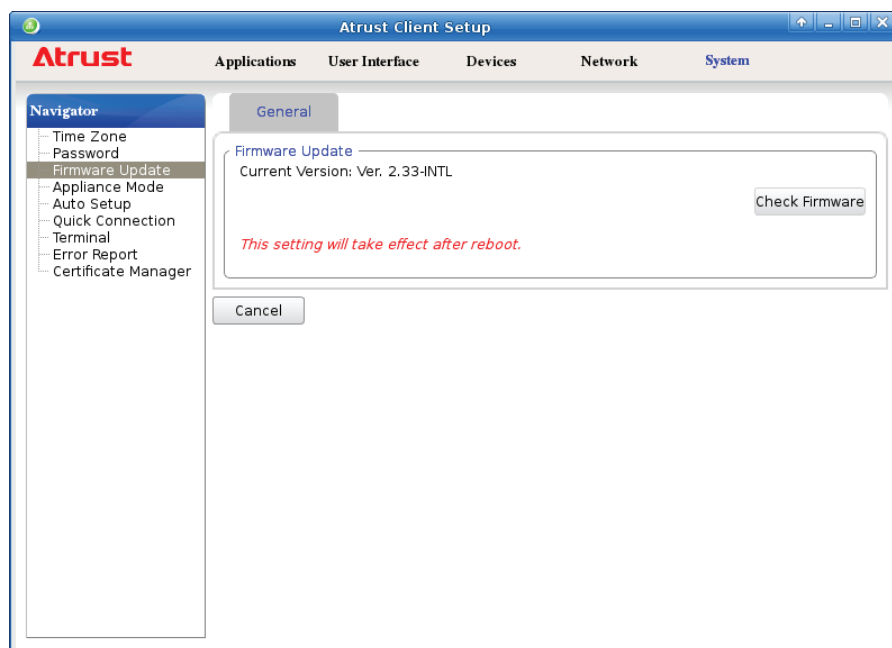 Atrust Client Setup
Atrust
Applications User Interface Devices Network System
Navigator
Time Zone
Password
Firmware Update
Appliance Mode
Auto Setup
Quick Connection
Terminal
Error Report
Certificate Manager
General
Firmware Update
Current Version: Ver. 2.33-INTL
Check Firmware
This setting will take effect after reboot.
Cancel